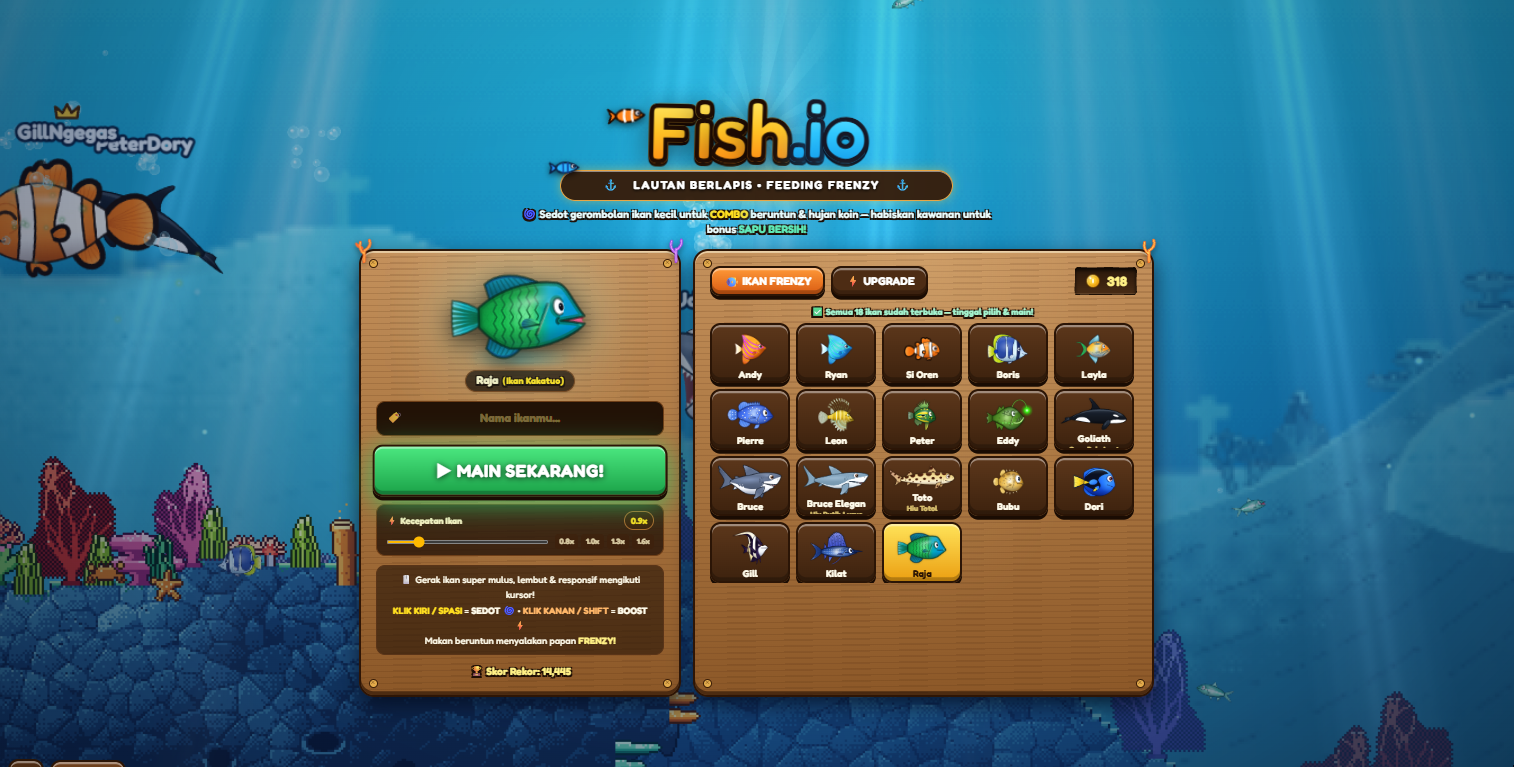 GillNgegas
PeterDory
Fish.io
LAUTAN BERLAPIS • FEEDING FRENZY
Sedot gerombolan ikan kecil untuk COMBO beruntun & hujan koin — habiskan kawanan untuk
bonus SAPU BERSIH!
Raja (Ikan Kakatuo)
Nama ikanmu...
▶ MAIN SEKARANG!
Kecepatan Ikan 0.9x
0.8x 1.0x 1.3x 1.6x
Gerak ikan super mulus, lembut & responsif mengikuti
kursor!
KLIK KIRI / SPASI = SEDOT • KLIK KANAN / SHIFT = BOOST
Makan beruntun menyalakan papan FRENZY!
Skor Rekor: 14,445
IKAN FRENZY UPGRADE 318
Semua 18 ikan sudah terbuka — tinggal pilih & main!
Andy Ryan Si Oren Boris Layla
Pierre Leon Peter Eddy Goliath
Bruce Bruce Elegan Toto Bubu Dori
Hiu Totol
Gill Kilat Raja